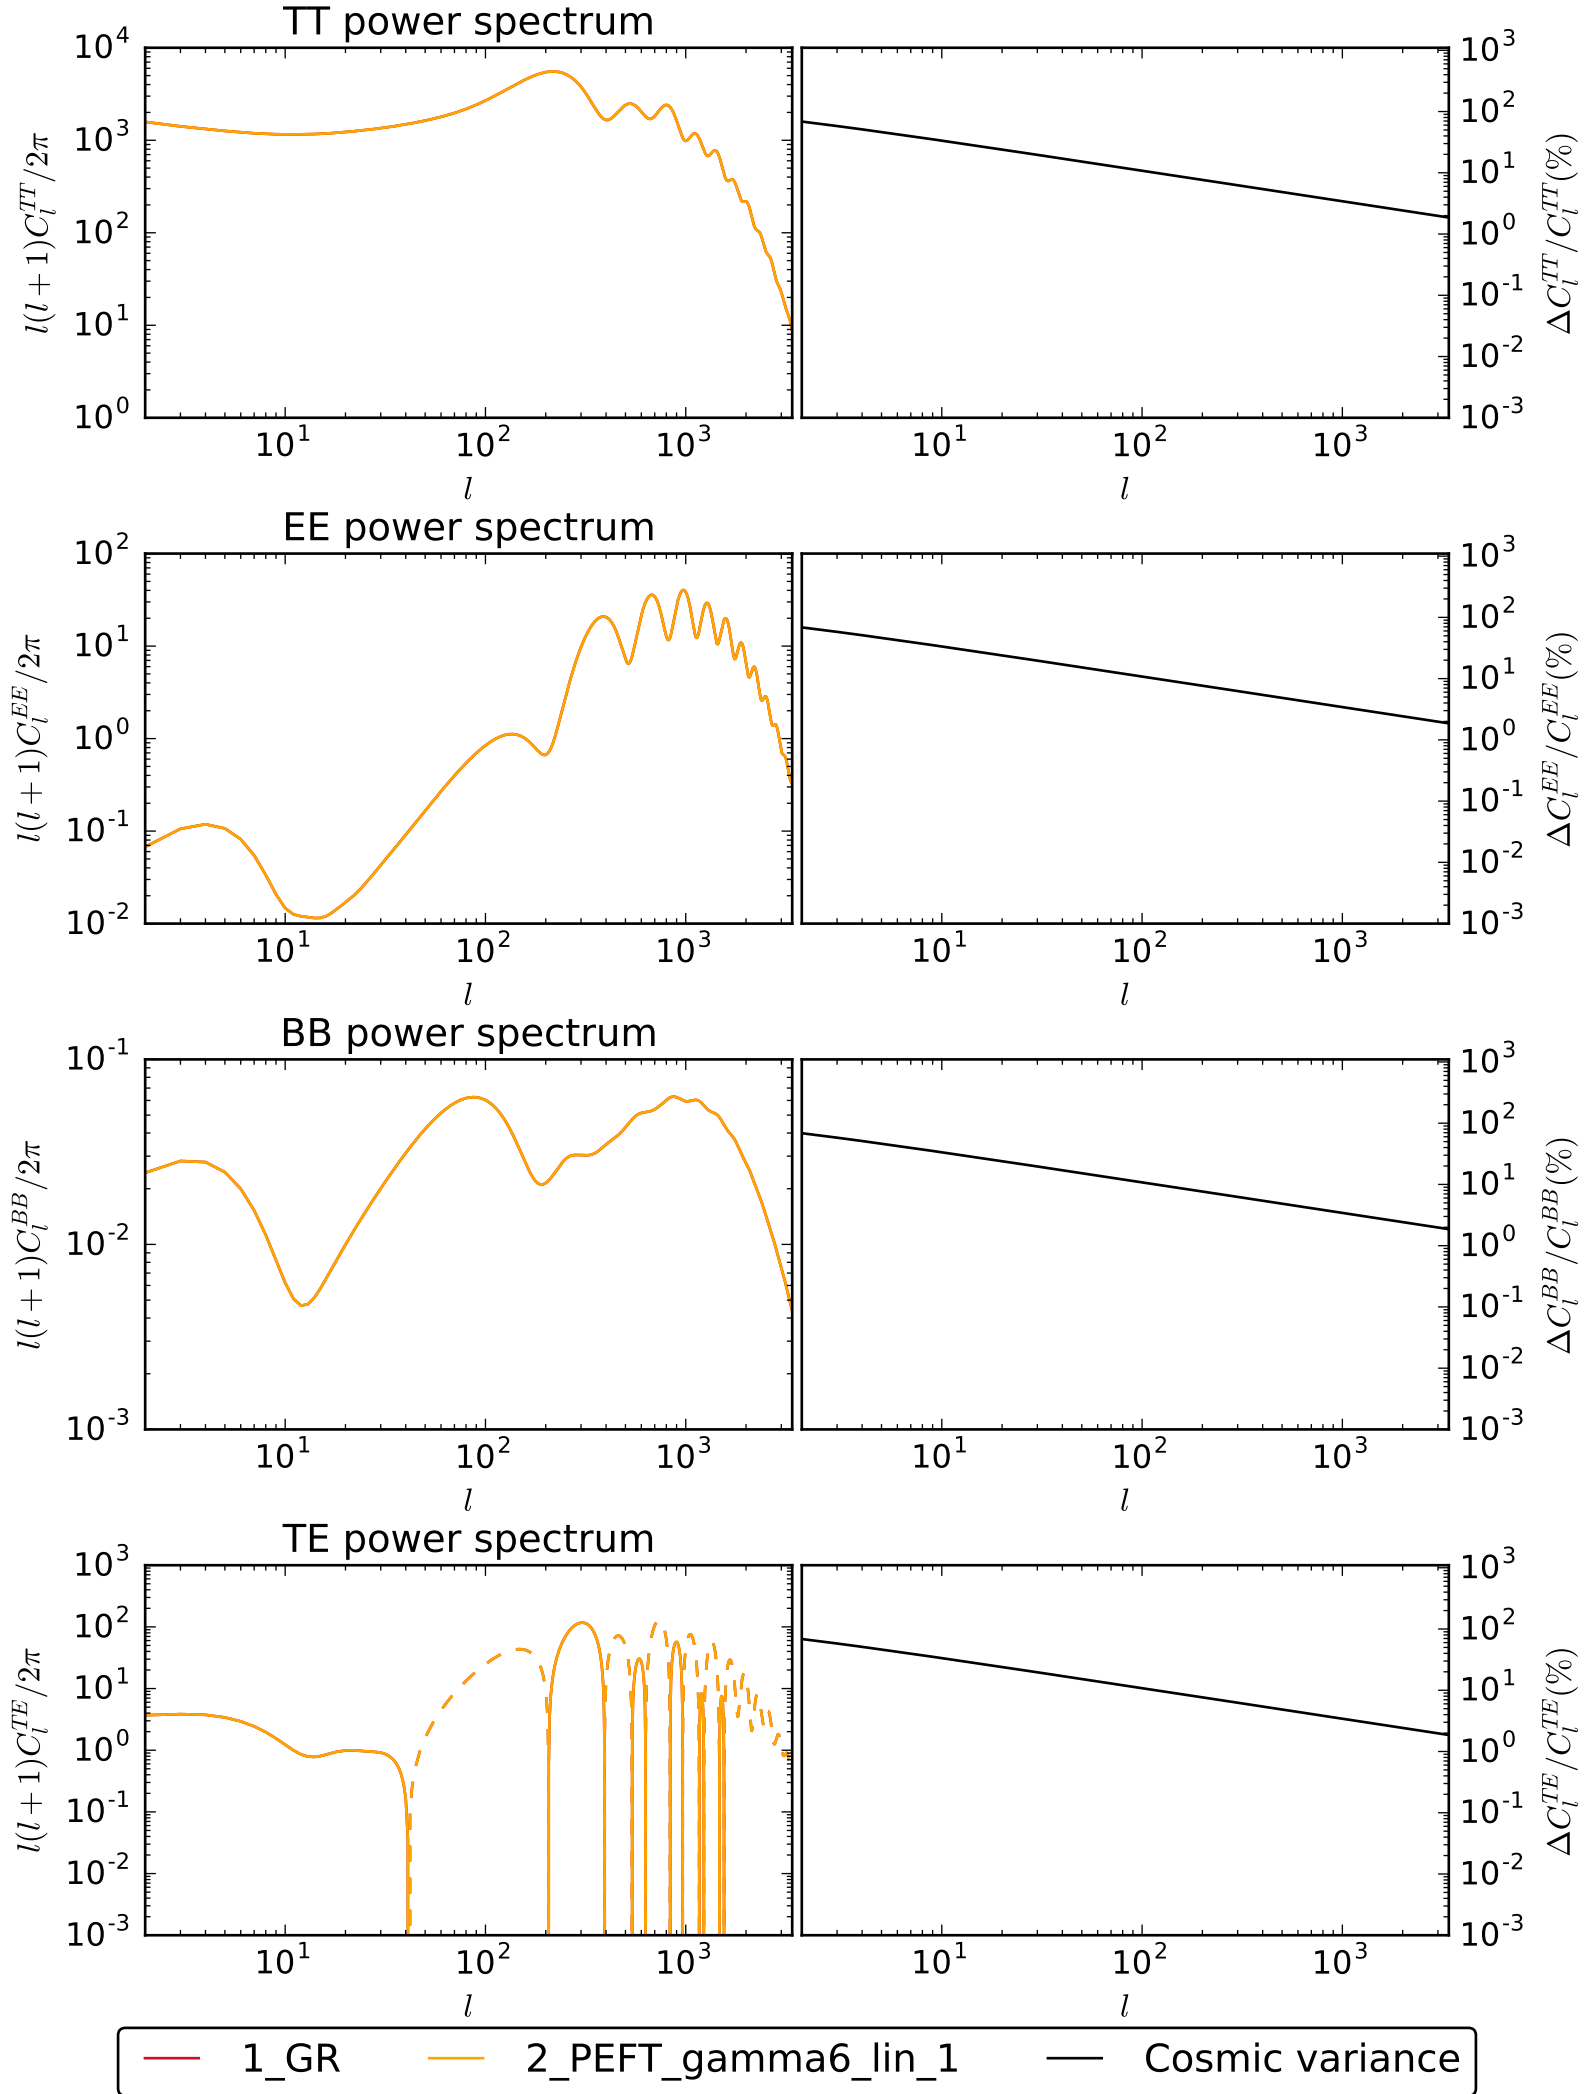 TT power spectrum
10^4
10^3
10^2
10^1
10^0
l(l+1)C_l^{TT}/2π
10^1 10^2 10^3
l
10^3
10^2
10^1
10^0
10^-1
10^-2
10^-3
ΔC_l^{TT}/C_l^{TT}(%)
10^1 10^2 10^3
l
EE power spectrum
10^2
10^1
10^0
10^-1
10^-2
l(l+1)C_l^{EE}/2π
10^1 10^2 10^3
l
10^3
10^2
10^1
10^0
10^-1
10^-2
10^-3
ΔC_l^{EE}/C_l^{EE}(%)
10^1 10^2 10^3
l
BB power spectrum
10^-1
10^-2
10^-3
l(l+1)C_l^{BB}/2π
10^1 10^2 10^3
l
10^3
10^2
10^1
10^0
10^-1
10^-2
10^-3
ΔC_l^{BB}/C_l^{BB}(%)
10^1 10^2 10^3
l
TE power spectrum
10^3
10^2
10^1
10^0
10^-1
10^-2
10^-3
l(l+1)C_l^{TE}/2π
10^1 10^2 10^3
l
10^3
10^2
10^1
10^0
10^-1
10^-2
10^-3
ΔC_l^{TE}/C_l^{TE}(%)
10^1 10^2 10^3
l
1_GR 2_PEFT_gamma6_lin_1 Cosmic variance